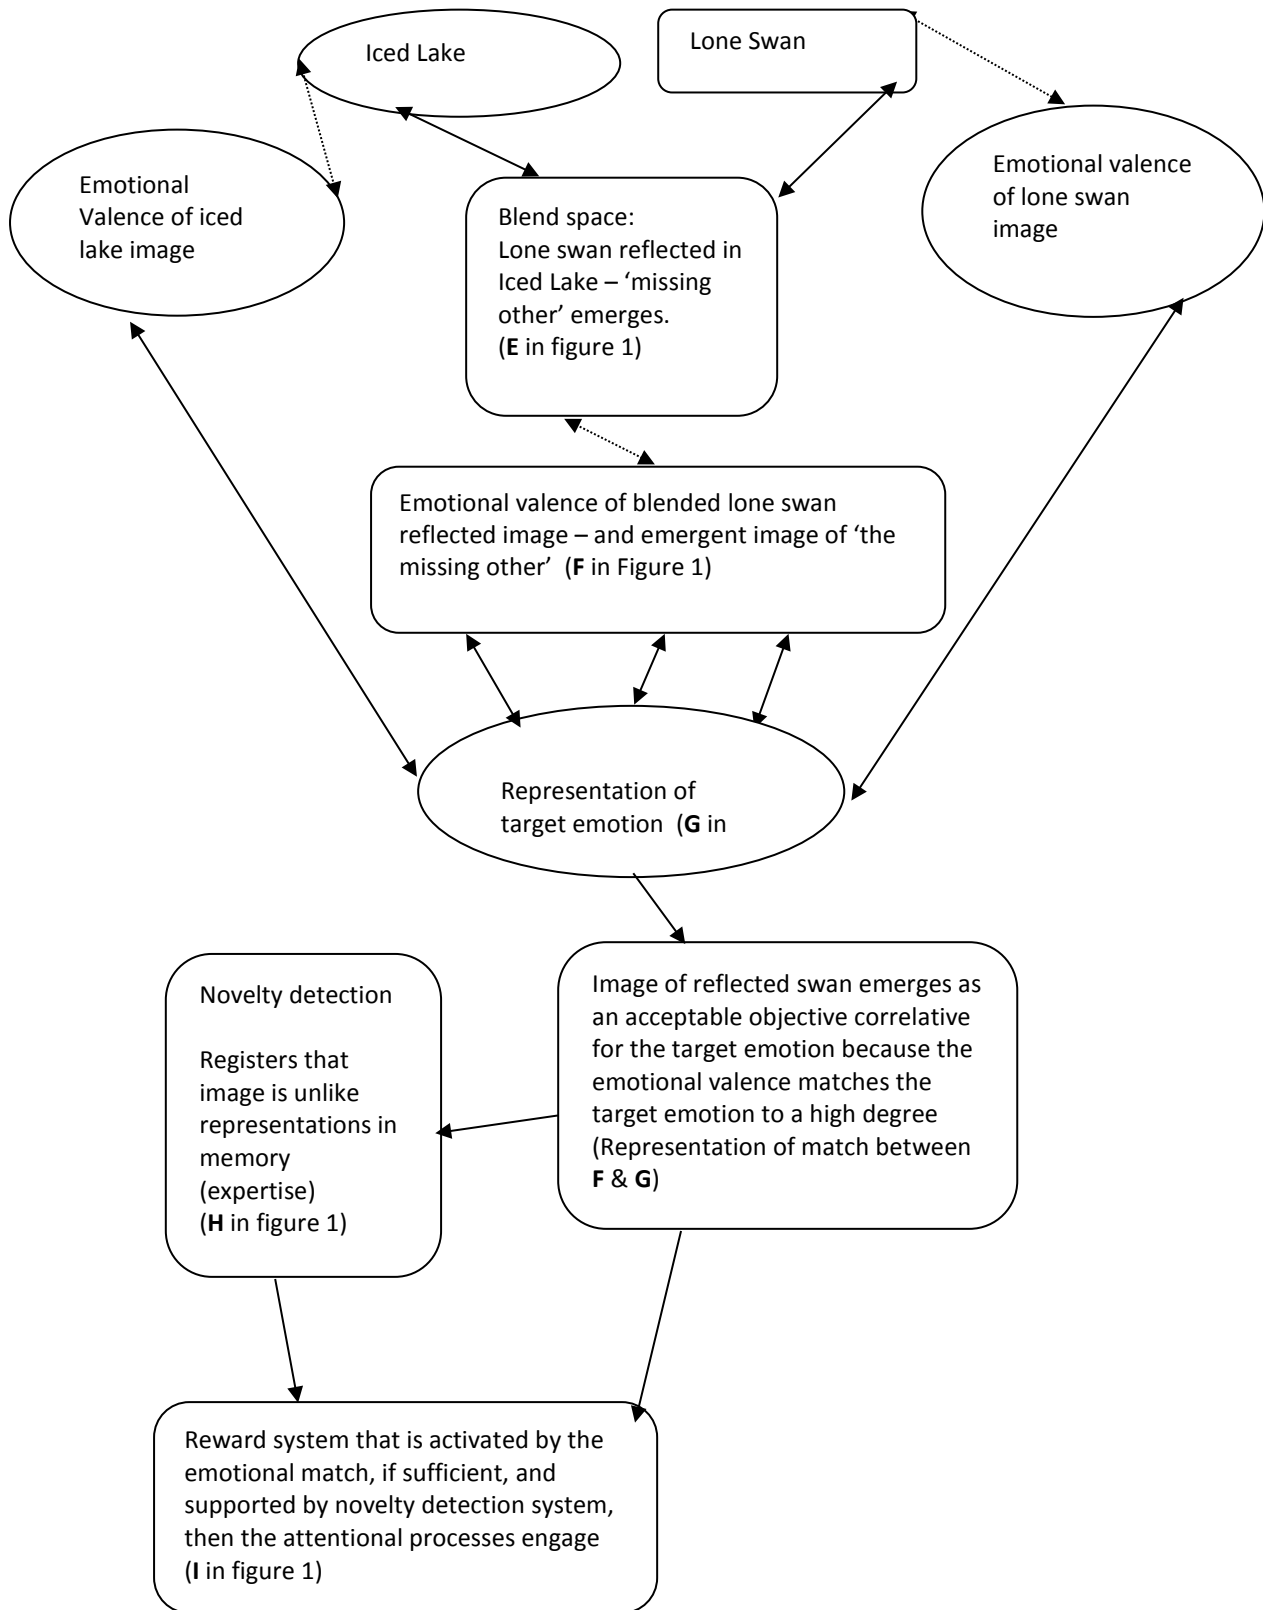 Iced Lake
Lone Swan
Emotional
Valence of iced
lake image
Blend space:
Lone swan reflected in
Iced Lake – ‘missing
other’ emerges.
(E in figure 1)
Emotional valence
of lone swan
image
Emotional valence of blended lone swan
reflected image – and emergent image of ‘the
missing other’  (F in Figure 1)
Representation of
target emotion  (G in
Novelty detection
Registers that
image is unlike
representations in
memory
(expertise)
(H in figure 1)
Image of reflected swan emerges as
an acceptable objective correlative
for the target emotion because the
emotional valence matches the
target emotion to a high degree
(Representation of match between
F & G)
Reward system that is activated by the
emotional match, if sufficient, and
supported by novelty detection system,
then the attentional processes engage
(I in figure 1)